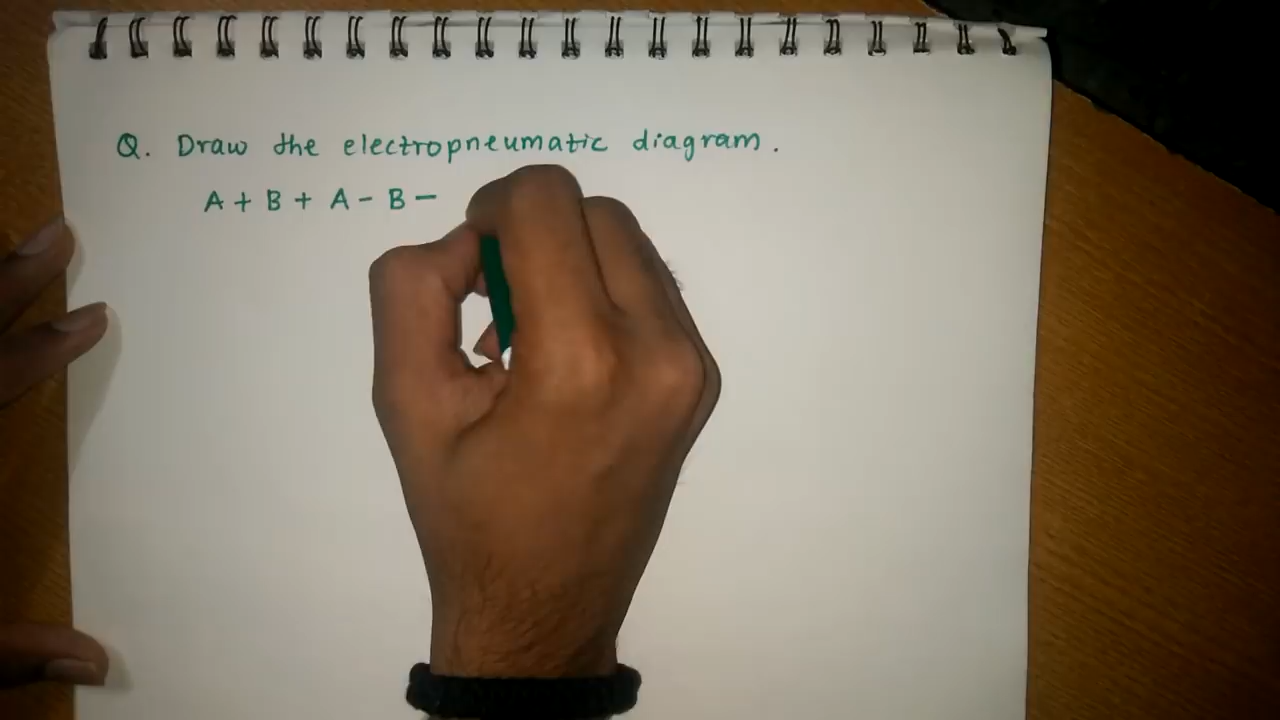 Q. Draw the electropneumatic diagram.
A + B + A - B -